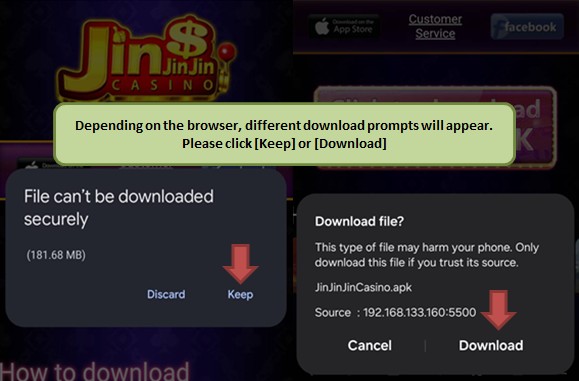 Jin$
JinJin
CASINO
Download on the
App Store
Customer
Service
facebook
Depending on the browser, different download prompts will appear.
Please click [Keep] or [Download]
File can't be downloaded
securely
(181.68 MB)
Discard
Keep
Download file?
This type of file may harm your phone. Only
download this file if you trust its source.
JinJinJinCasino.apk
Source : 192.168.133.160:5500
Cancel
Download
How to download